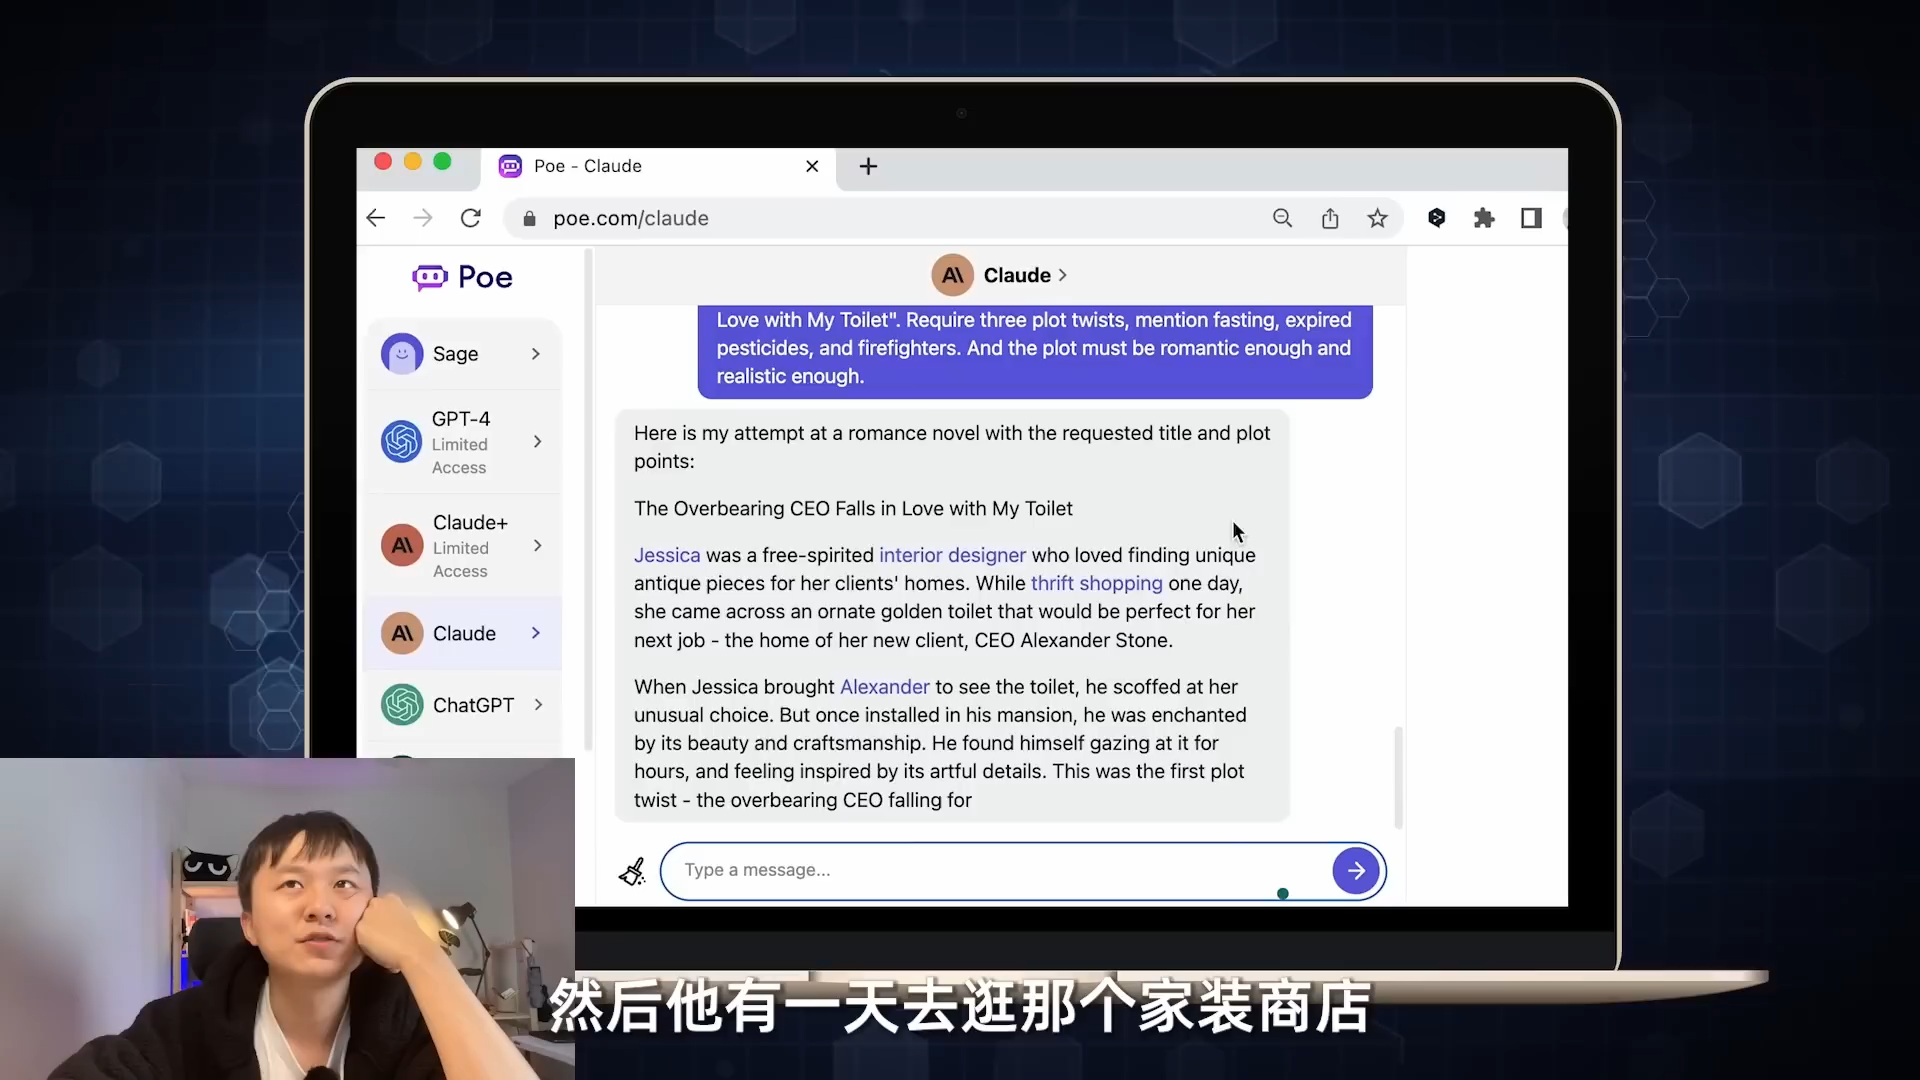 Poe - Claude
poe.com/claude
Poe
Sage
GPT-4
Limited
Access
Claude+
Limited
Access
Claude
ChatGPT
Claude
Love with My Toilet". Require three plot twists, mention fasting, expired
pesticides, and firefighters. And the plot must be romantic enough and
realistic enough.
Here is my attempt at a romance novel with the requested title and plot
points:
The Overbearing CEO Falls in Love with My Toilet
Jessica was a free-spirited interior designer who loved finding unique
antique pieces for her clients' homes. While thrift shopping one day,
she came across an ornate golden toilet that would be perfect for her
next job - the home of her new client, CEO Alexander Stone.
When Jessica brought Alexander to see the toilet, he scoffed at her
unusual choice. But once installed in his mansion, he was enchanted
by its beauty and craftsmanship. He found himself gazing at it for
hours, and feeling inspired by its artful details. This was the first plot
twist - the overbearing CEO falling for
Type a message...
然后他有一天去逛那个家装商店